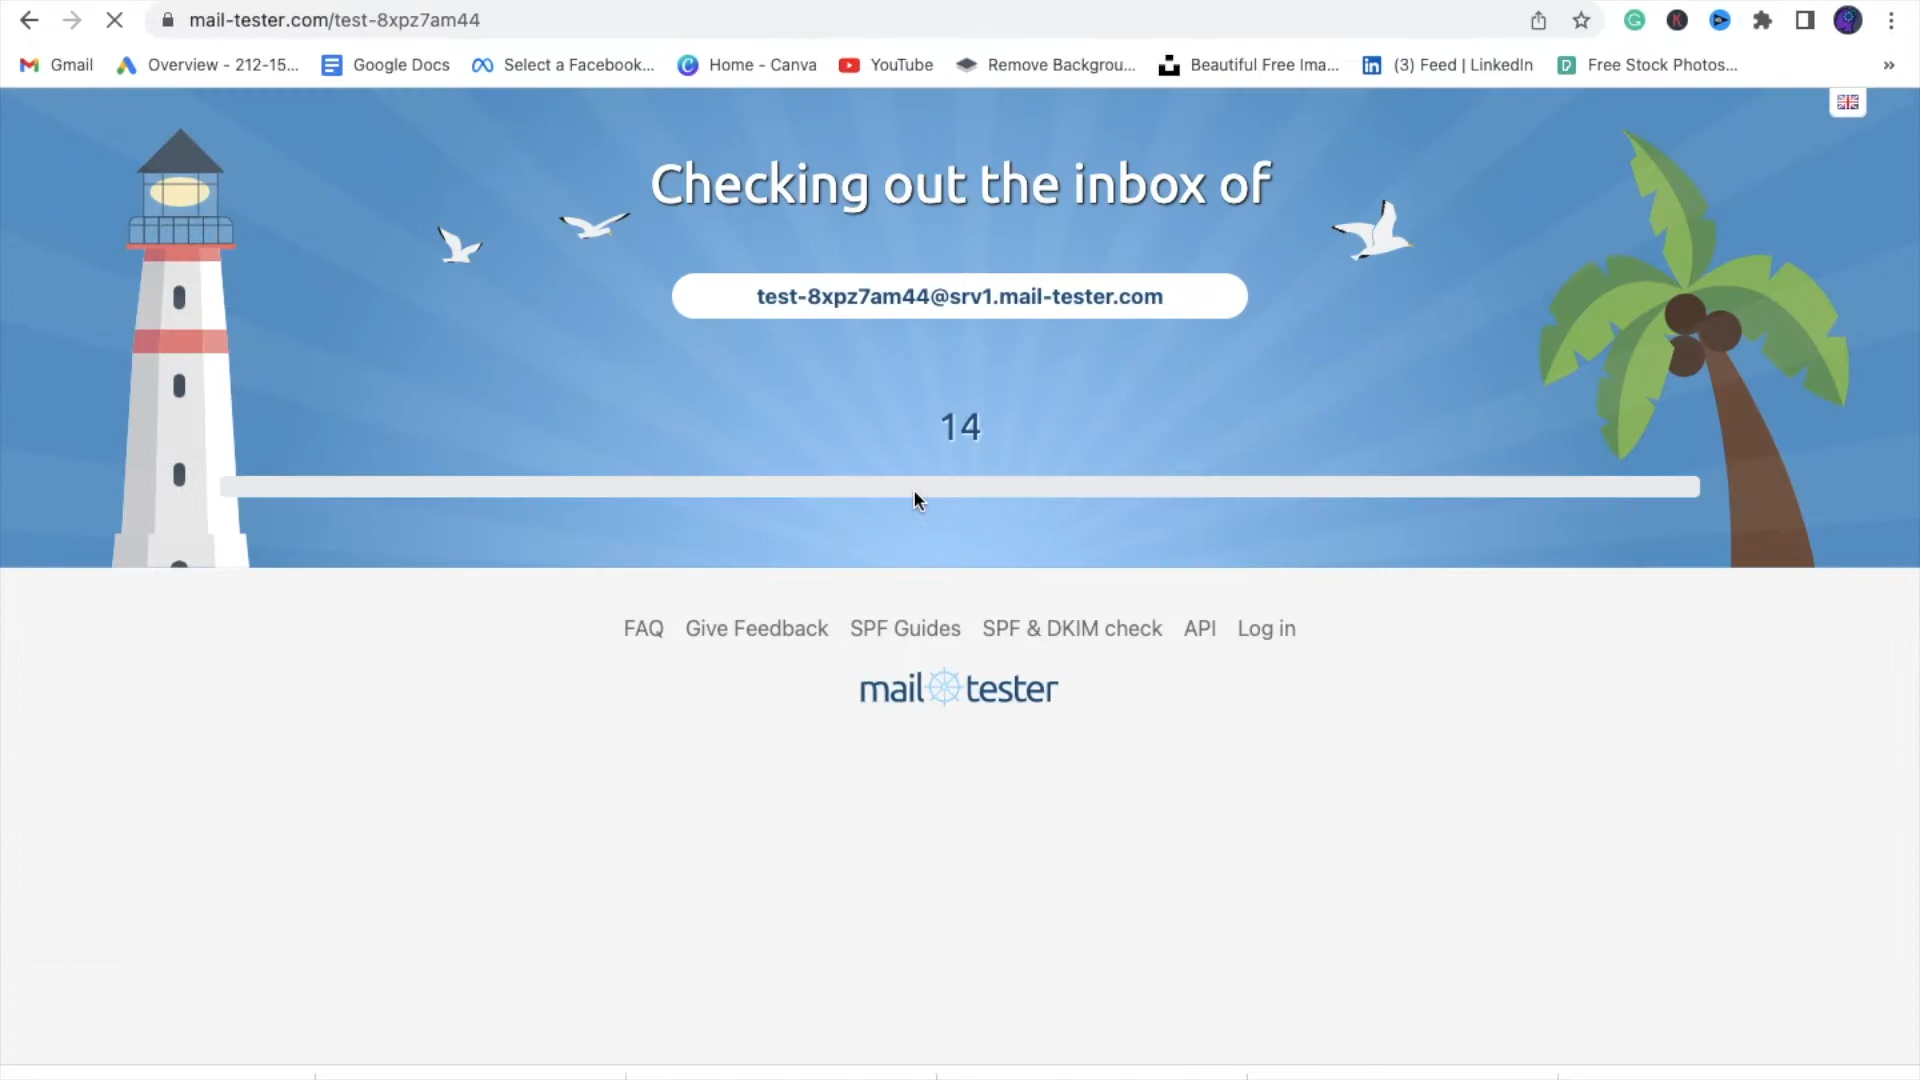 mail-tester.com/test-8xpz7am44
Gmail Overview - 212-15... Google Docs Select a Facebook... Home - Canva YouTube Remove Backgrou... Beautiful Free Ima... (3) Feed | LinkedIn Free Stock Photos... »
Checking out the inbox of
test-8xpz7am44@srv1.mail-tester.com
14
FAQ Give Feedback SPF Guides SPF & DKIM check API Log in
mail tester